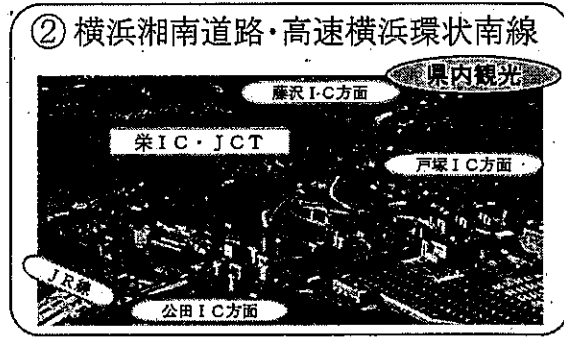 ② 横浜湘南道路・高速横浜環状南線
県内観光
藤沢I・C方面
栄IC・JCT
戸塚IC方面
JR線
公田IC方面